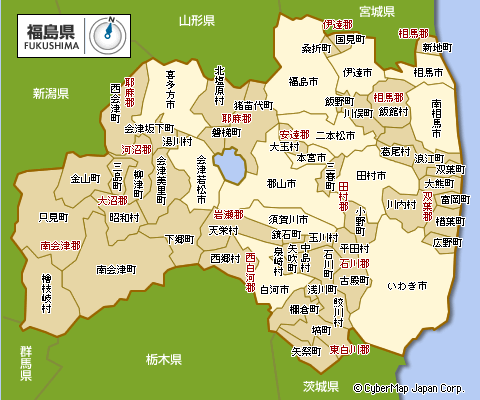 福島県
FUKUSHIMA
山形県
宮城県
新潟県
伊達郡
国見町
桑折町
相馬郡
新地町
伊達市
相馬市
福島市
飯野町
川俣町
相馬郡
飯舘村
南相馬市
北塩原村
喜多方市
耶麻郡
西会津町
猪苗代町
耶麻郡
磐梯町
会津坂下町
湯川村
河沼郡
安達郡
大玉村
二本松市
本宮市
葛尾村
浪江町
双葉町
大熊町
富岡町
双葉郡
楢葉町
広野町
川内村
田村市
三春町
田村郡
小野町
郡山市
会津若松市
会津美里町
柳津町
三島町
金山町
大沼郡
昭和村
只見町
南会津郡
南会津町
檜枝岐村
下郷町
岩瀬郡
天栄村
須賀川市
鏡石町
西郷村
西白河郡
泉崎村
矢吹町
中島村
玉川村
平田村
石川町
石川郡
古殿町
浅川町
白河市
鮫川村
棚倉町
塙町
矢祭町
東白川郡
いわき市
群馬県
栃木県
茨城県
© CyberMap Japan Corp.